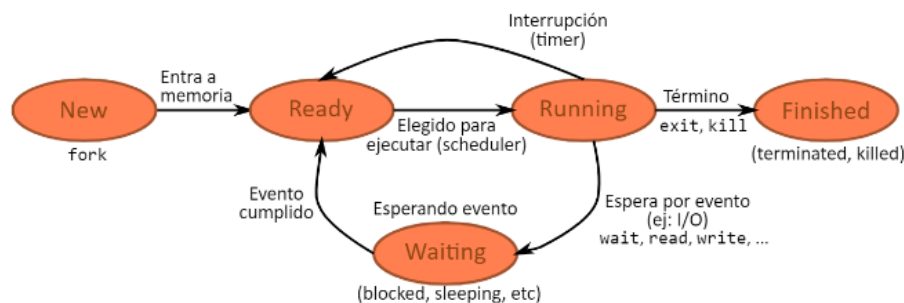 Interrupción
(timer)
Entra a
memoria
New
Ready
Running
Término
Finished
fork
Elegido para
ejecutar (scheduler)
exit, kill
(terminated, killed)
Evento
cumplido
Esperando evento
Espera por evento
(ej: I/O)
wait, read, write, ...
Waiting
(blocked, sleeping, etc)